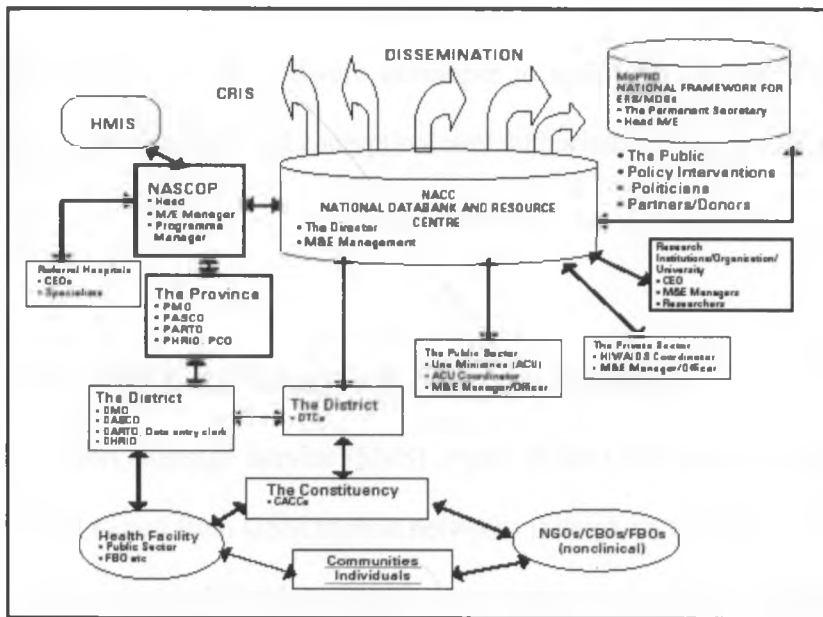 DISSEMINATION
CRIS
HMIS
MoPND
NATIONAL FRAMEWORK FOR
ERS/MDGs
• The Permanent Secretary
• Head M/E
• The Public
• Policy Interventions
• Politicians
• Partners/Donors
NASCOP
• Head
• M/E Manager
• Programme
Manager
NACC
NATIONAL DATABANK AND RESOURCE
CENTRE
• The Director
• M&E Management
Referral Hospitals
• CEOs
• Specialists
The Province
• PMO
• PASCO
• PARTO
• PHRIO, PCO
Research
Institutions/Organisation/
University
• CEO
• M&E Managers
• Researchers
The Public Sector
• Line Ministries (ACU)
• ACU Coordinator
• M&E Manager/Officer
The Private Sector
• HIV/AIDS Coordinator
• M&E Manager/Officer
The District
• DMO
• DASCO
• DARTO, Data entry clerk
• DHRIO
The District
• DTCs
The Constituency
• CACCs
Health Facility
• Public Sector
• FBO etc
NGOs/CBOs/FBOs
(nonclinical)
Communities
Individuals